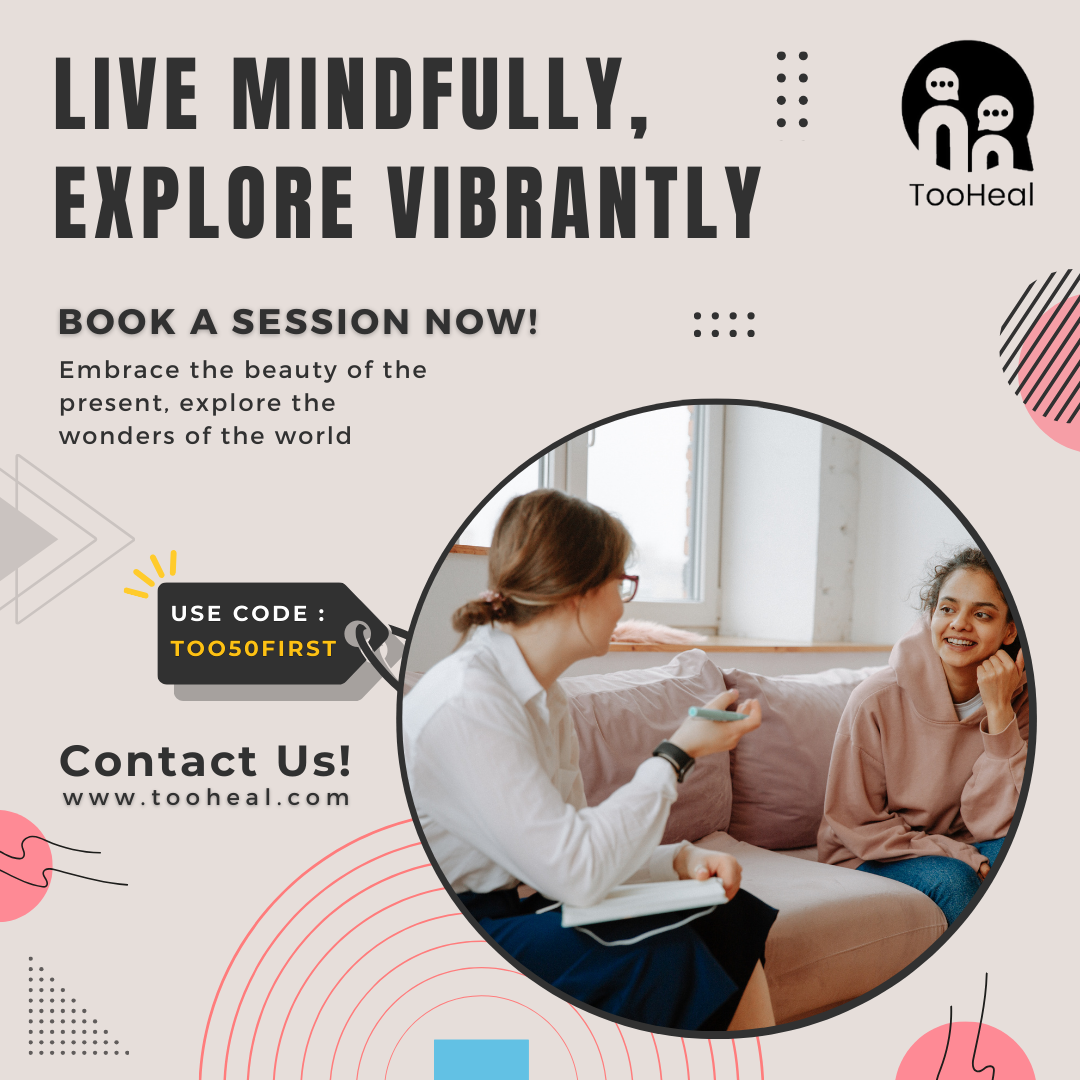 LIVE MINDFULLY,
EXPLORE VIBRANTLY
TooHeal
BOOK A SESSION NOW!
Embrace the beauty of the
present, explore the
wonders of the world
USE CODE :
TOO50FIRST
Contact Us!
www.tooheal.com